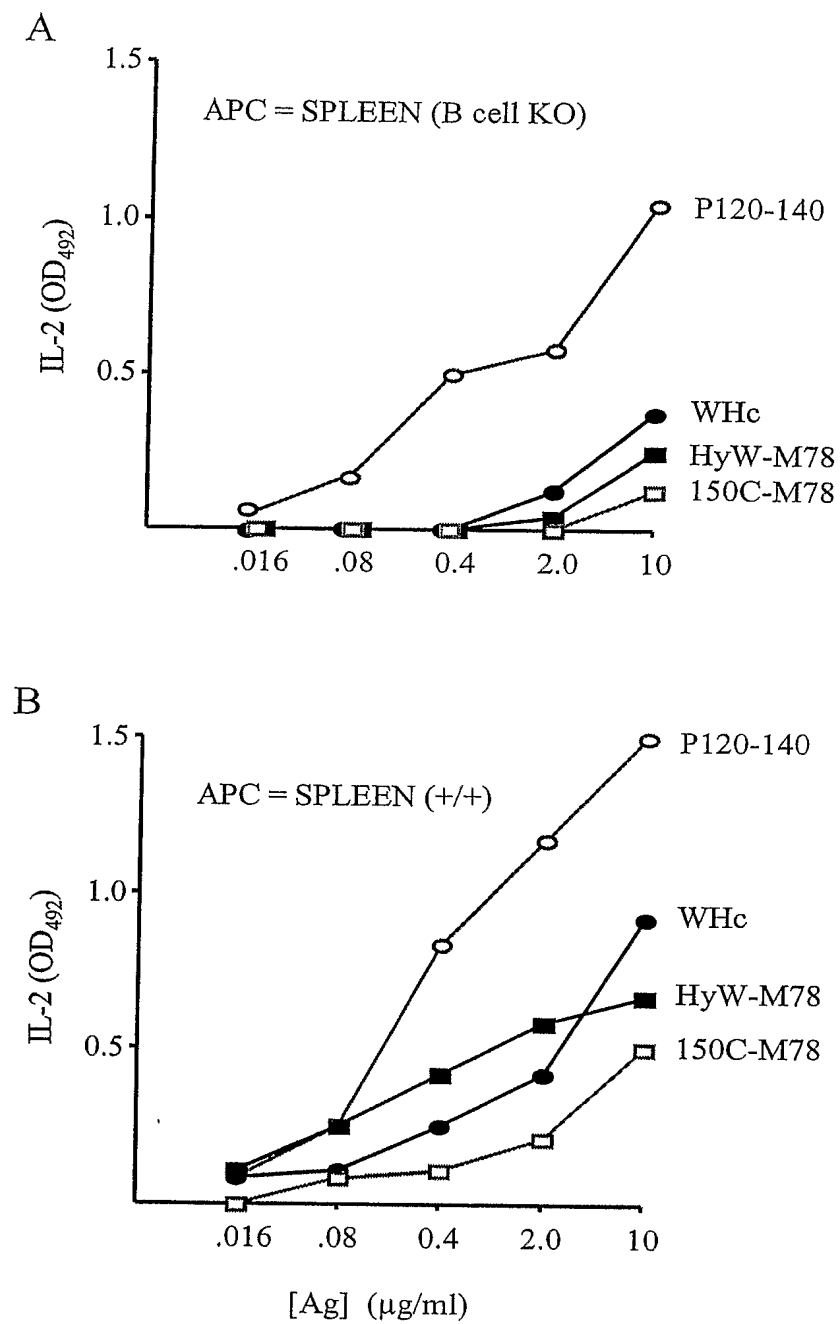 A
1.5
APC = SPLEEN (B cell KO)
1.0
P120-140
IL-2 (OD492)
0.5
WHc
HyW-M78
150C-M78
.016 .08 0.4 2.0 10
B
1.5
P120-140
APC = SPLEEN (+/+)
1.0
WHc
IL-2 (OD492)
HyW-M78
0.5
150C-M78
.016 .08 0.4 2.0 10
[Ag] (µg/ml)